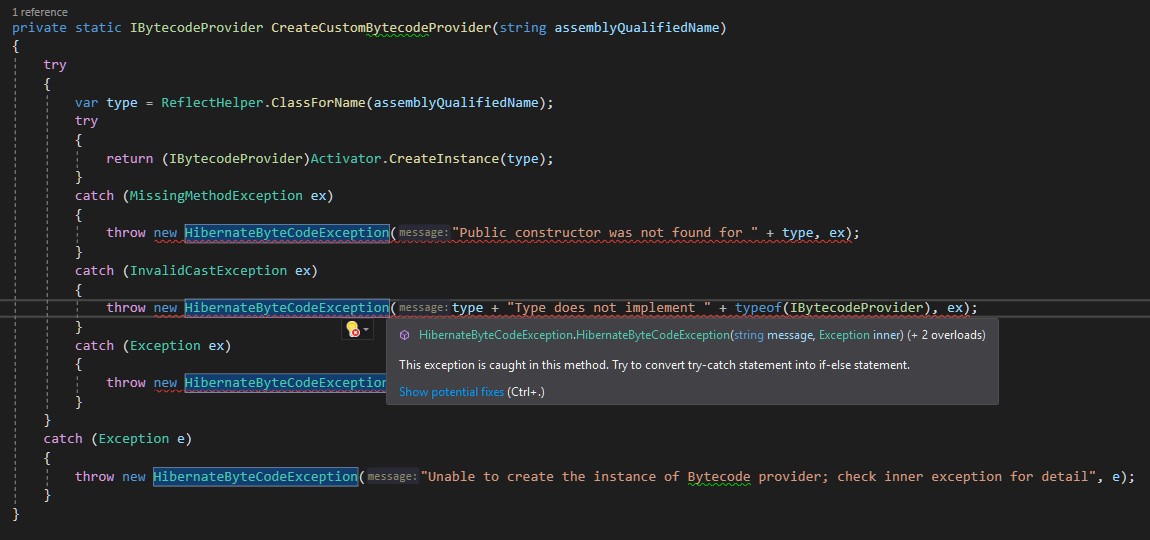 1 reference
private static IBytecodeProvider CreateCustomBytecodeProvider(string assemblyQualifiedName)
{
try
{
var type = ReflectHelper.ClassForName(assemblyQualifiedName);
try
{
return (IBytecodeProvider)Activator.CreateInstance(type);
}
catch (MissingMethodException ex)
{
throw new HibernateByteCodeException(message:"Public constructor was not found for " + type, ex);
}
catch (InvalidCastException ex)
{
throw new HibernateByteCodeException(message:type + "Type does not implement " + typeof(IBytecodeProvider), ex);
}
HibernateByteCodeException.HibernateByteCodeException(string message, Exception inner) (+ 2 overloads)
catch (Exception ex)
{
This exception is caught in this method. Try to convert try-catch statement into if-else statement.
throw new HibernateByteCodeException
Show potential fixes (Ctrl+.)
}
}
catch (Exception e)
{
throw new HibernateByteCodeException(message:"Unable to create the instance of Bytecode provider; check inner exception for detail", e);
}
}